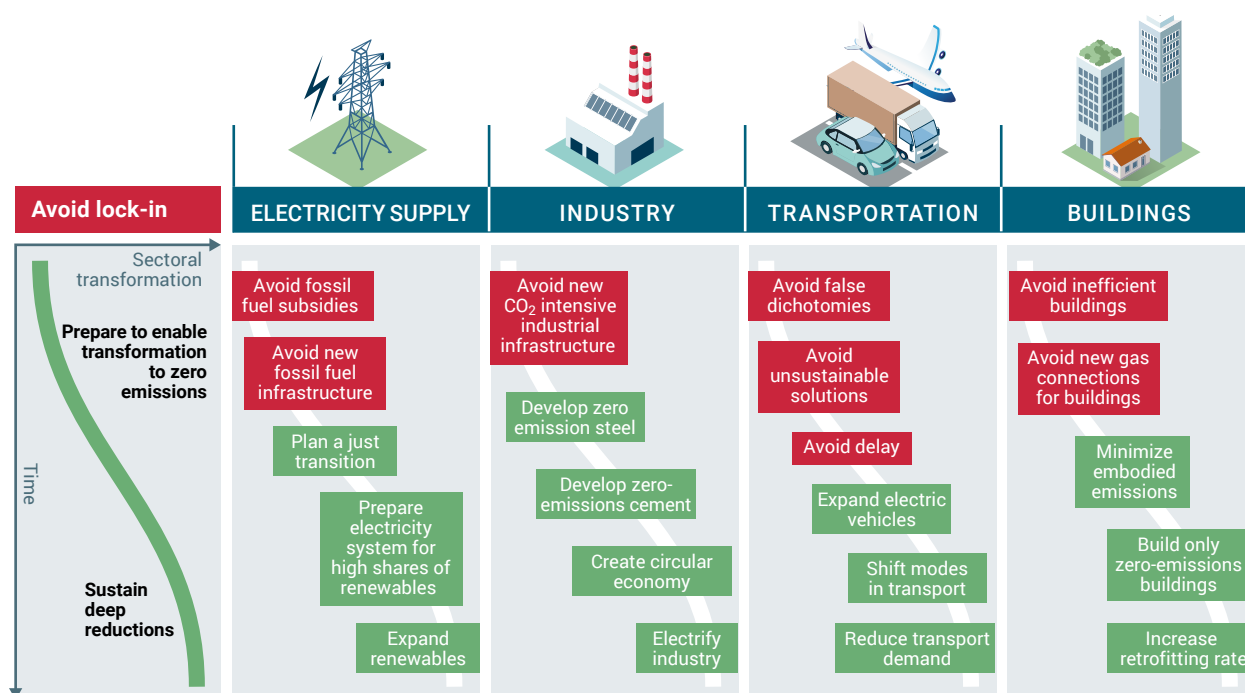 Avoid lock-in
ELECTRICITY SUPPLY
INDUSTRY
TRANSPORTATION
BUILDINGS
Sectoral
transformation
Time
Prepare to enable
transformation
to zero
emissions
Sustain
deep
reductions
Avoid fossil
fuel subsidies
Avoid new
fossil fuel
infrastructure
Plan a just
transition
Prepare
electricity
system for
high shares of
renewables
Expand
renewables
Avoid new
CO₂ intensive
industrial
infrastructure
Develop zero
emission steel
Develop zero-
emissions cement
Create circular
economy
Electrify
industry
Avoid false
dichotomies
Avoid
unsustainable
solutions
Avoid delay
Expand electric
vehicles
Shift modes
in transport
Reduce transport
demand
Avoid inefficient
buildings
Avoid new gas
connections
for buildings
Minimize
embodied
emissions
Build only
zero-emissions
buildings
Increase
retrofitting rate